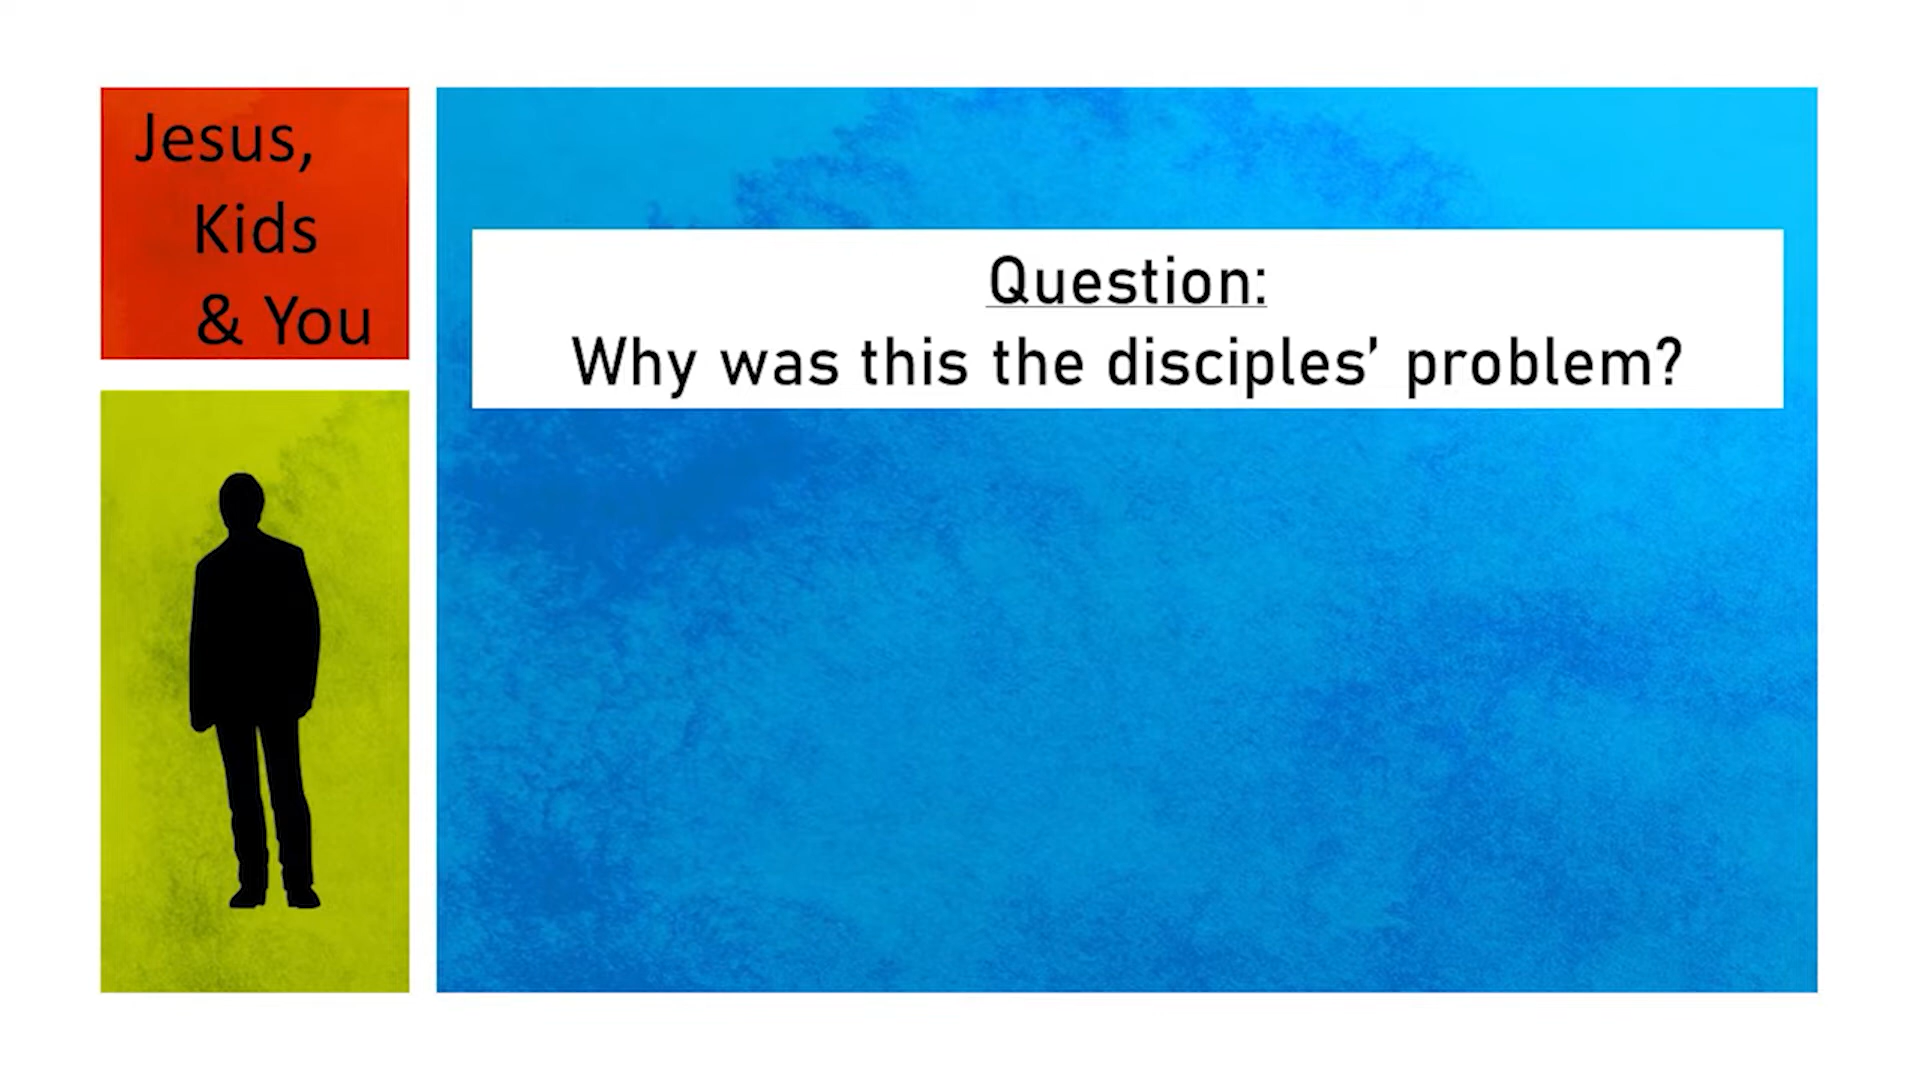 Jesus,
Kids
& You
Question:
Why was this the disciples’ problem?